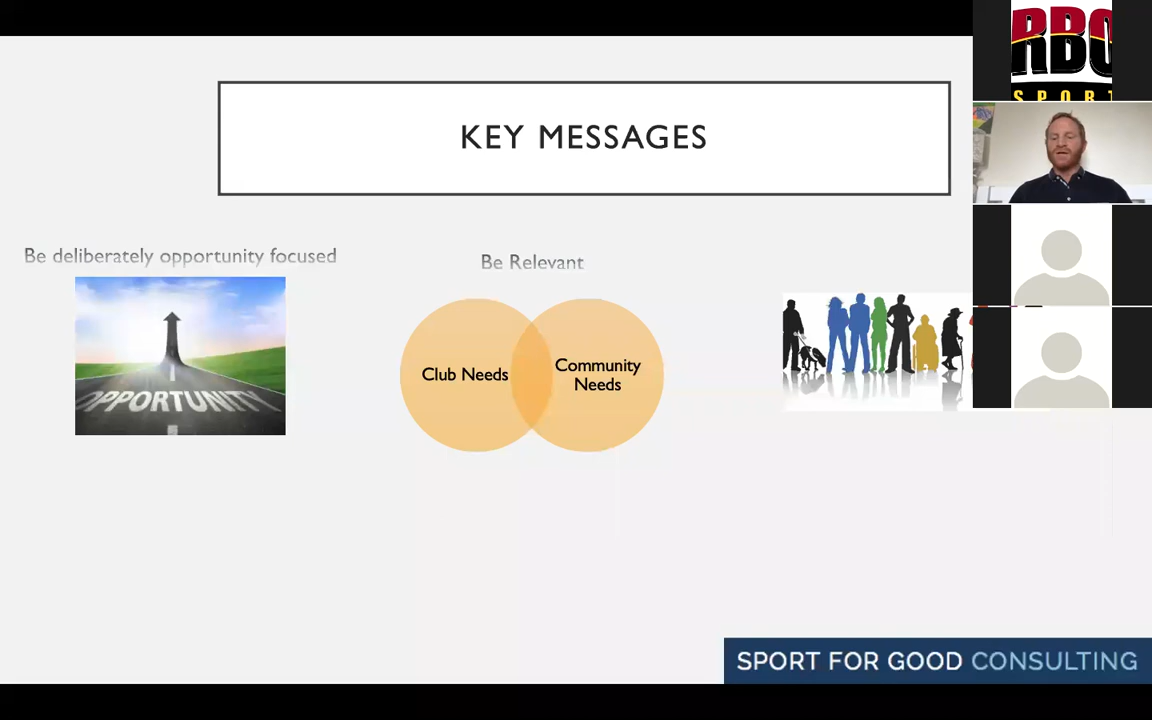 KEY MESSAGES
Be deliberately opportunity focused
Be Relevant
OPPORTUNITY
Club Needs
Community
Needs
SPORT FOR GOOD CONSULTING
RBC
SPORT